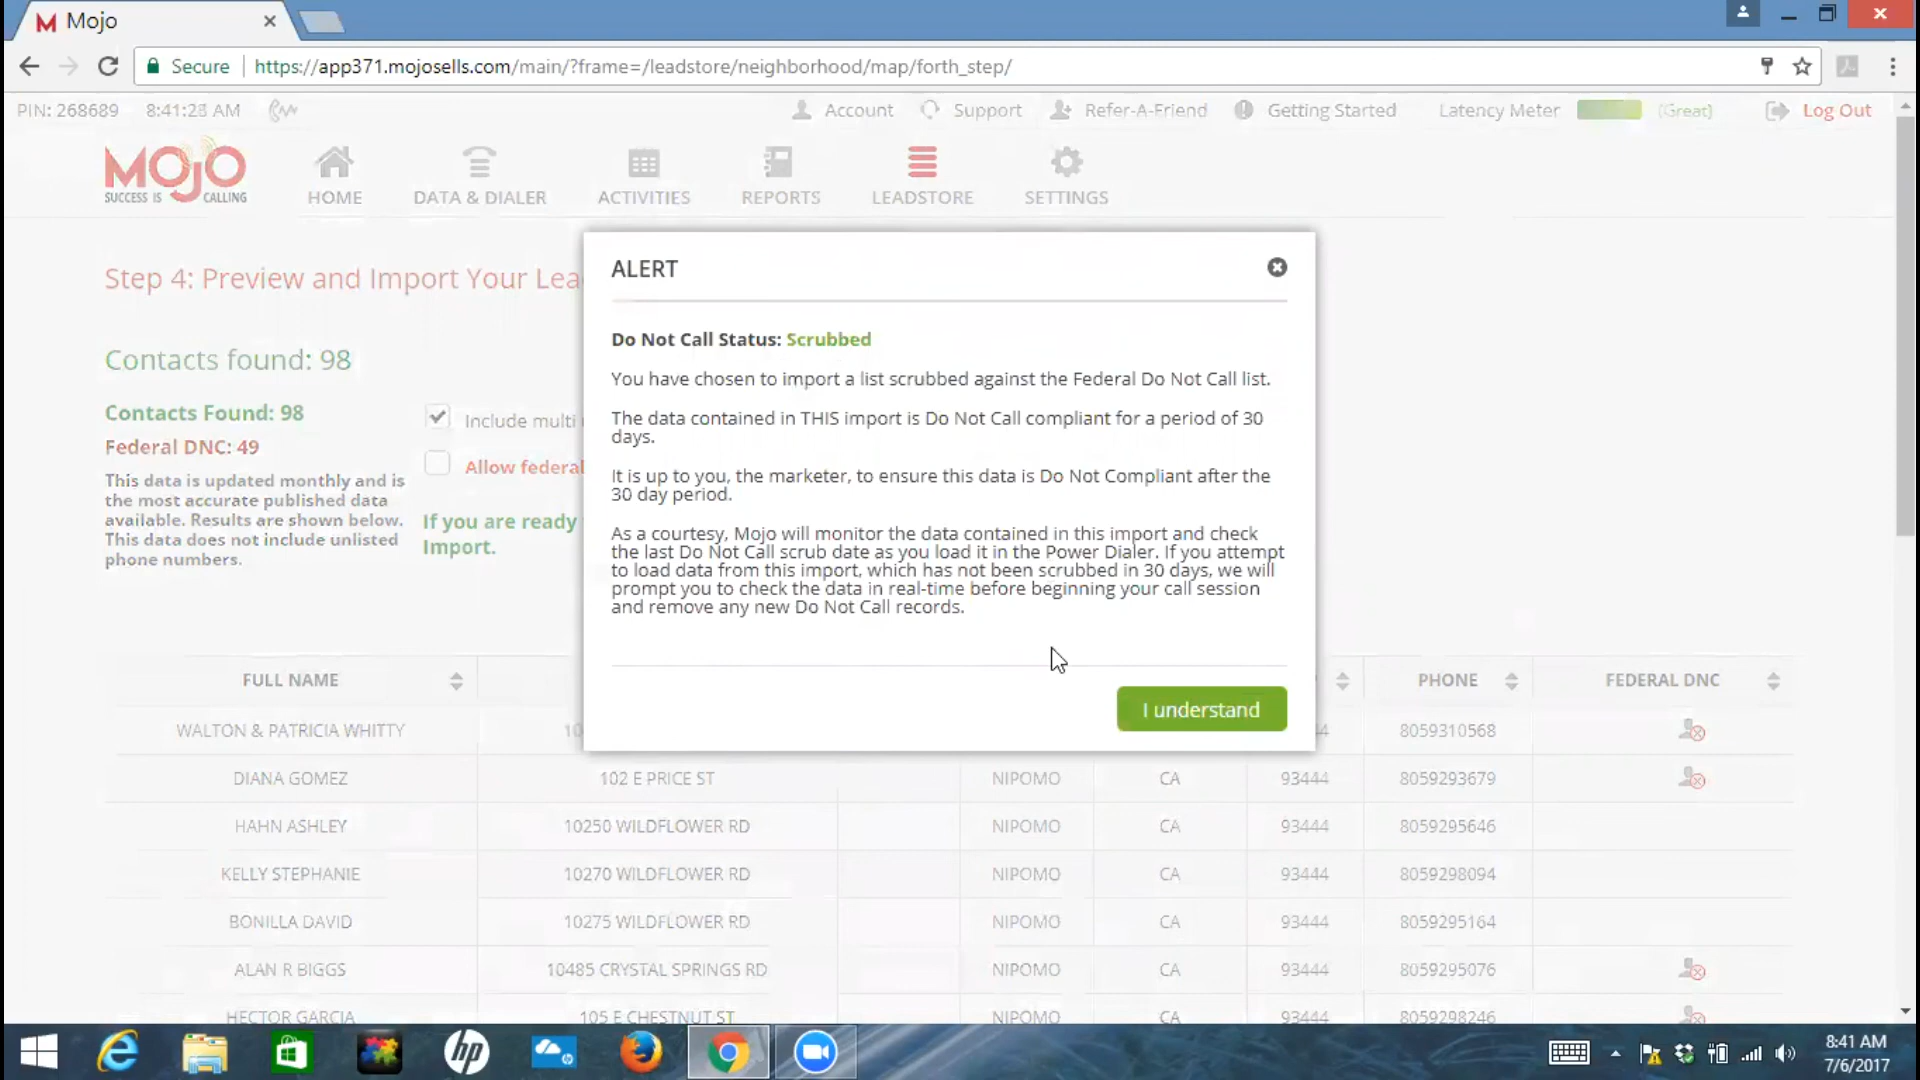 Mojo
Secure
https://app371.mojosells.com/main/?frame=/leadstore/neighborhood/map/forth_step/
PIN: 268689 8:41:23 AM Account Support Refer-A-Friend Getting Started Latency Meter (Great) Log Out
MOJO
SUCCESS IS CALLING
HOME DATA & DIALER ACTIVITIES REPORTS LEADSTORE SETTINGS
Step 4: Preview and Import Your Lea
Contacts found: 98
Contacts Found: 98
Federal DNC: 49
This data is updated monthly and is
the most accurate published data
available. Results are shown below.
This data does not include unlisted
phone numbers.
Include multi
Allow federal
If you are ready
Import.
ALERT
Do Not Call Status: Scrubbed
You have chosen to import a list scrubbed against the Federal Do Not Call list.
The data contained in THIS import is Do Not Call compliant for a period of 30
days.
It is up to you, the marketer, to ensure this data is Do Not Compliant after the
30 day period.
As a courtesy, Mojo will monitor the data contained in this import and check
the last Do Not Call scrub date as you load it in the Power Dialer. If you attempt
to load data from this import, which has not been scrubbed in 30 days, we will
prompt you to check the data in real-time before beginning your call session
and remove any new Do Not Call records.
I understand
FULL NAME PHONE FEDERAL DNC
WALTON & PATRICIA WHITTY 10 4 8059310568
DIANA GOMEZ 102 E PRICE ST NIPOMO CA 93444 8059293679
HAHN ASHLEY 10250 WILDFLOWER RD NIPOMO CA 93444 8059295646
KELLY STEPHANIE 10270 WILDFLOWER RD NIPOMO CA 93444 8059298094
BONILLA DAVID 10275 WILDFLOWER RD NIPOMO CA 93444 8059295164
ALAN R BIGGS 10485 CRYSTAL SPRINGS RD NIPOMO CA 93444 8059295076
HECTOR GARCIA 105 E CHESTNUT ST NIPOMO CA 93444 8059298246
hp
8:41 AM
7/6/2017